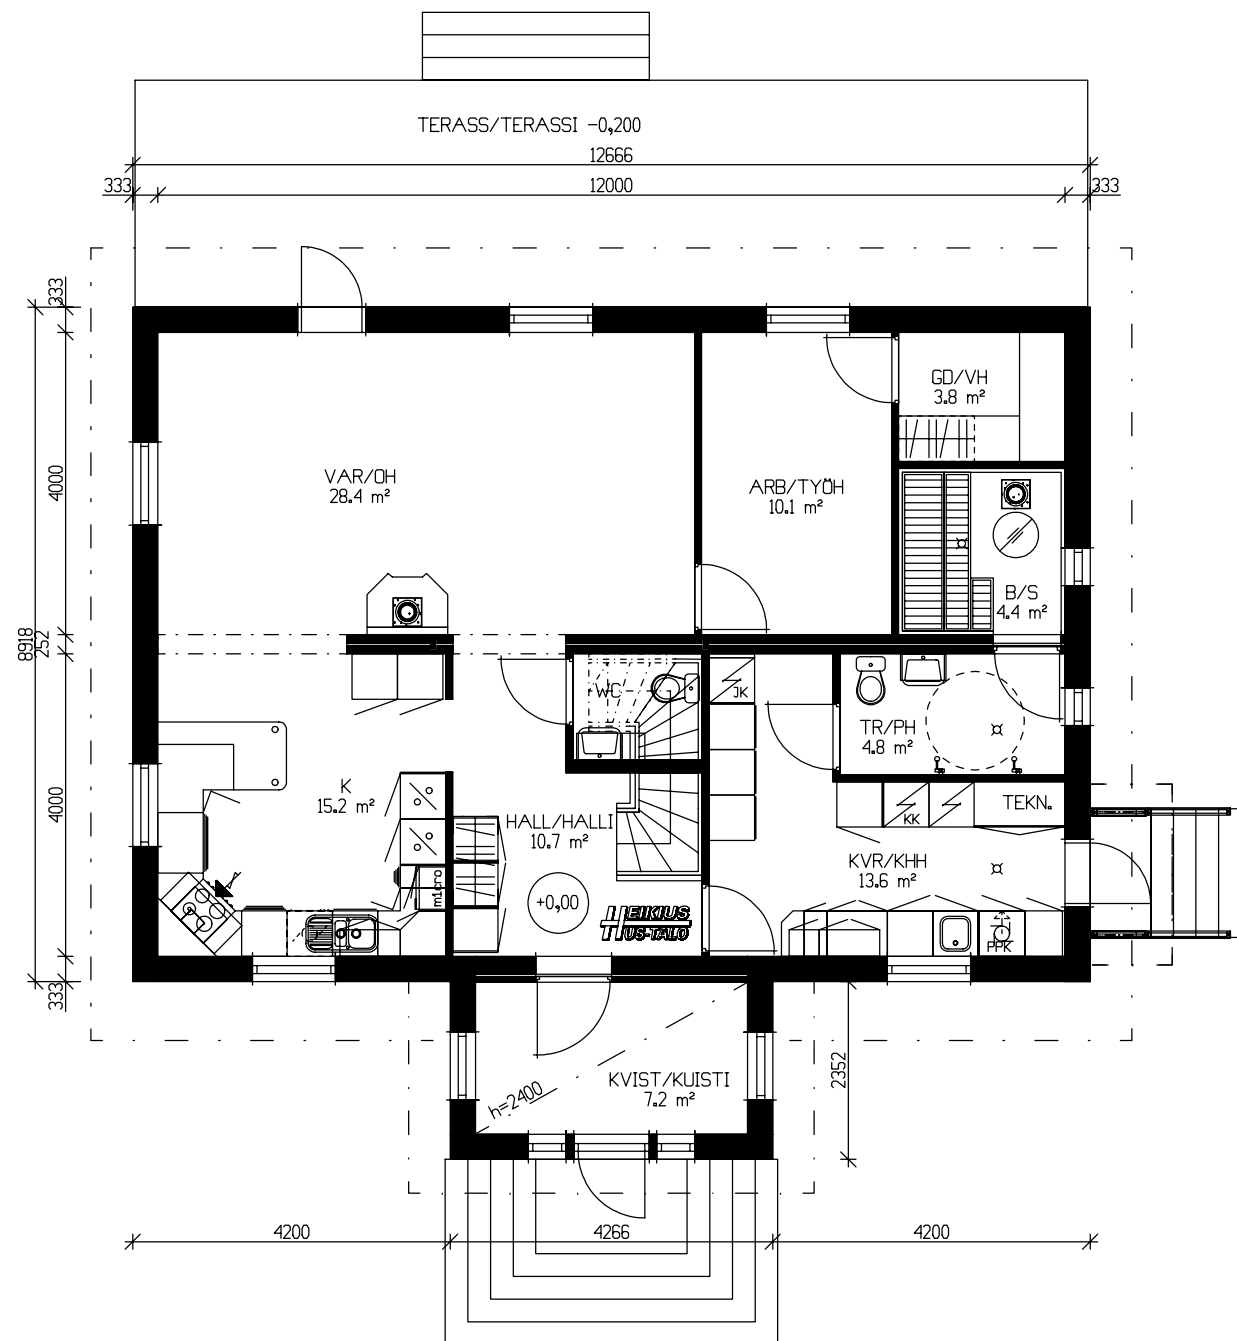 TERASS/TERASSI -0,200
12666
333
12000
333
333
4000
8918
252
4000
333
VAR/OH
28.4 m²
ARB/TYÖH
10.1 m²
GD/VH
3.8 m²
B/S
4.4 m²
WC
JK
TR/PH
4.8 m²
K
15.2 m²
micro
HALL/HALLI
10.7 m²
+0,00
HEIKIUS
HUS-TALO
KK
TEKN.
KVR/KHH
13.6 m²
PPK
KVIST/KUISTI
7.2 m²
h=2400
2352
4200
4266
4200